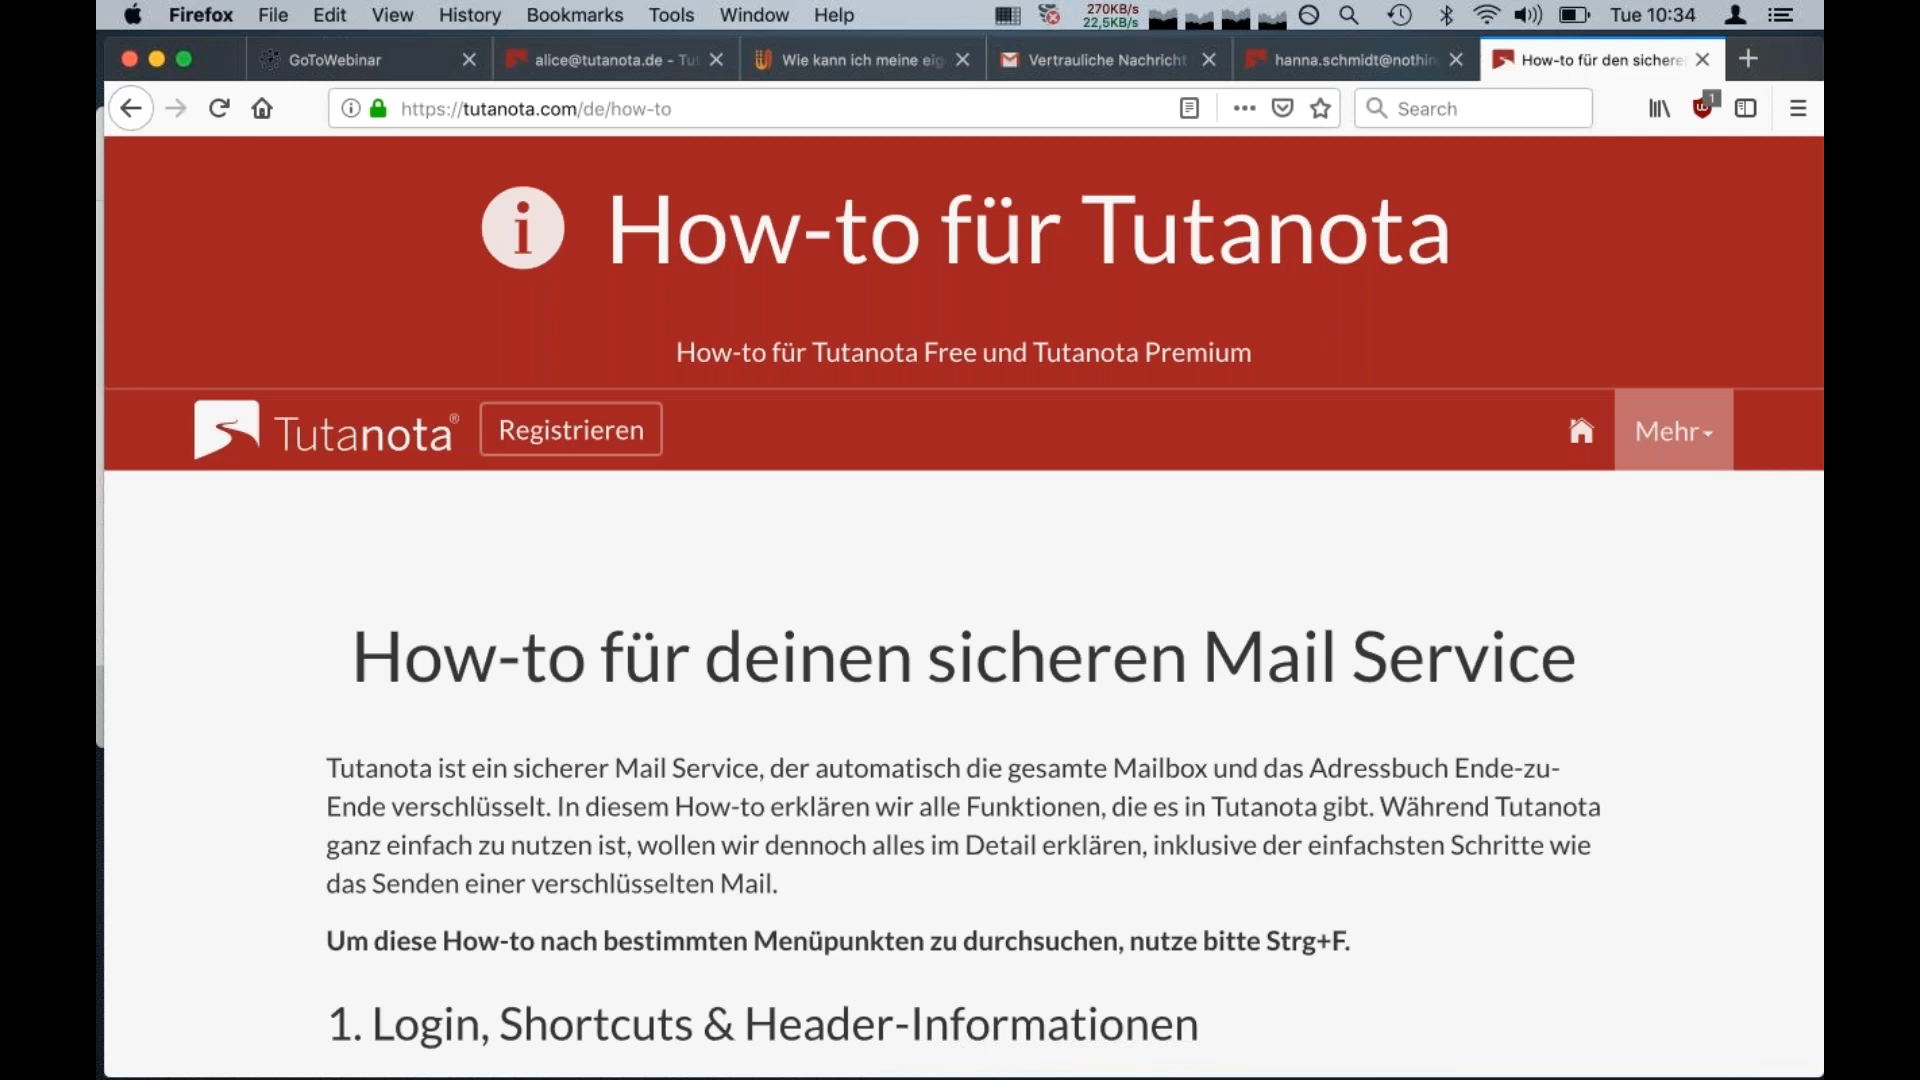 Firefox File Edit View History Bookmarks Tools Window Help 270KB/s 22,5KB/s Tue 10:34
GoToWebinar alice@tutanota.de - Tut Wie kann ich meine eig Vertrauliche Nachricht hanna.schmidt@nothin How-to für den sichere
https://tutanota.com/de/how-to Search 1
How-to für Tutanota
How-to für Tutanota Free und Tutanota Premium
Tutanota® Registrieren Mehr
How-to für deinen sicheren Mail Service
Tutanota ist ein sicherer Mail Service, der automatisch die gesamte Mailbox und das Adressbuch Ende-zu-
Ende verschlüsselt. In diesem How-to erklären wir alle Funktionen, die es in Tutanota gibt. Während Tutanota
ganz einfach zu nutzen ist, wollen wir dennoch alles im Detail erklären, inklusive der einfachsten Schritte wie
das Senden einer verschlüsselten Mail.
Um diese How-to nach bestimmten Menüpunkten zu durchsuchen, nutze bitte Strg+F.
1. Login, Shortcuts & Header-Informationen